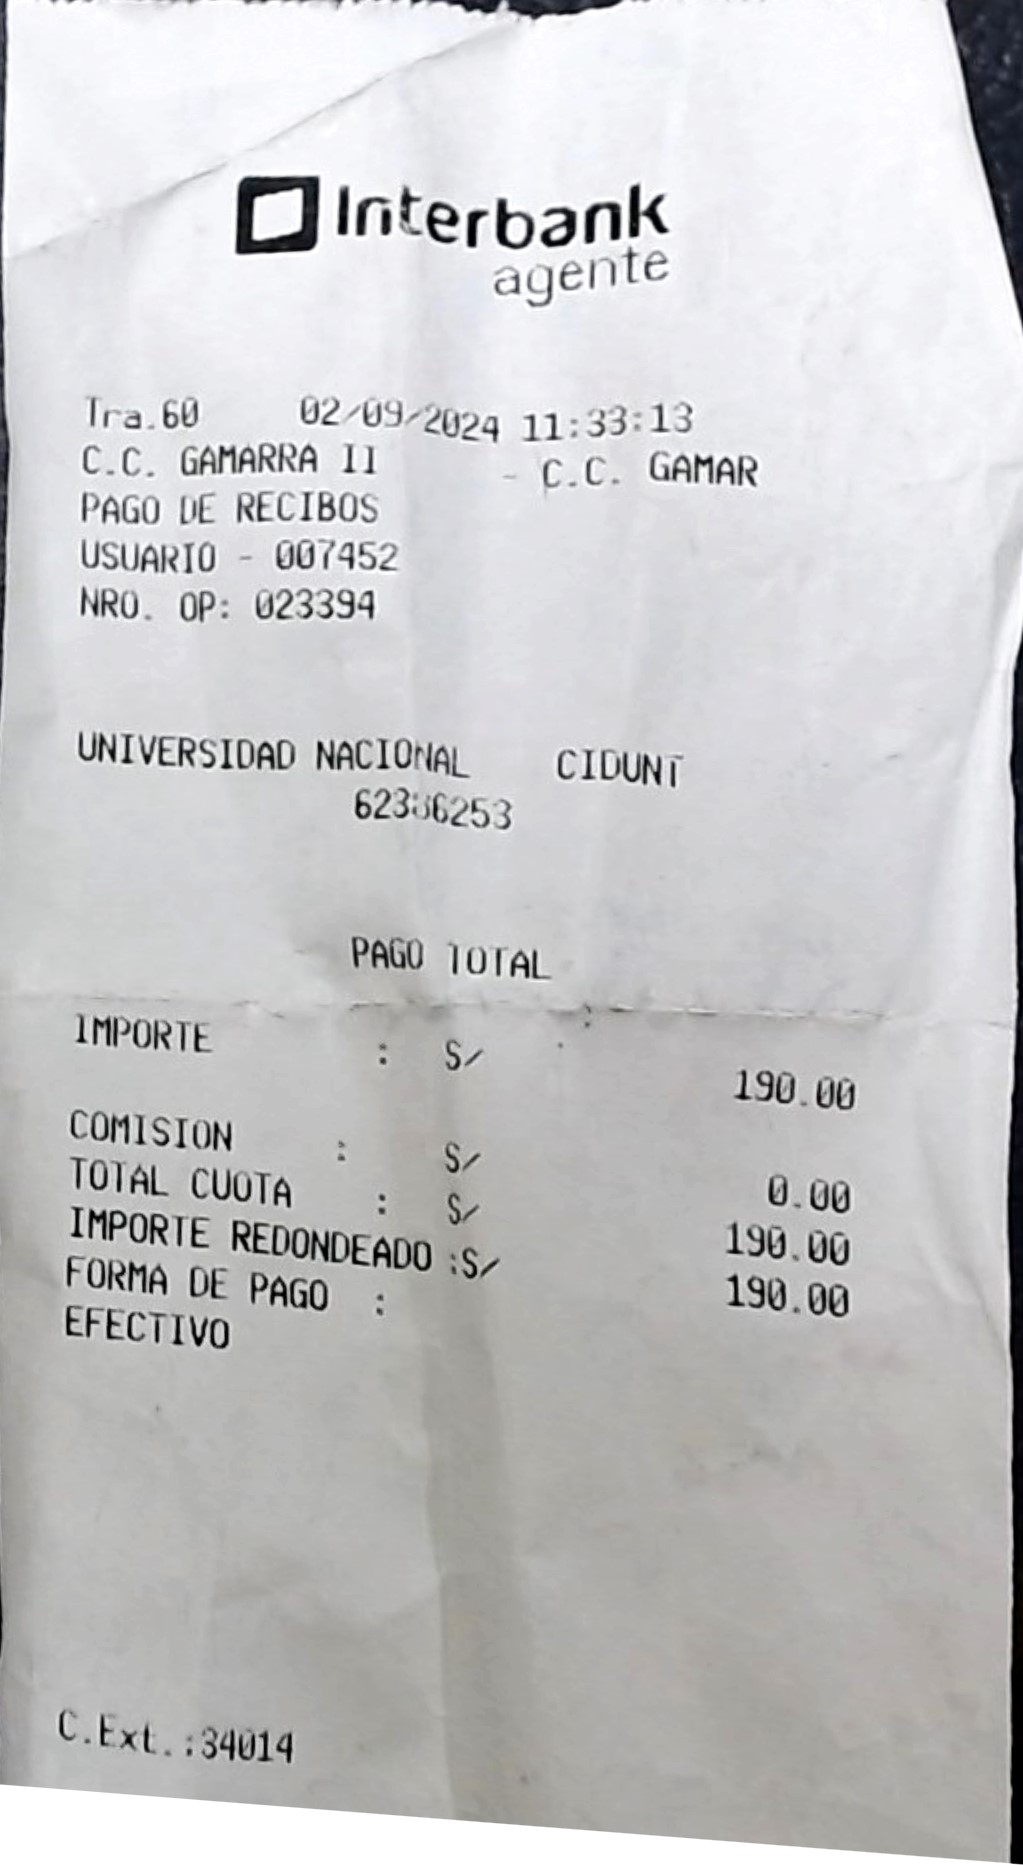 Interbank
agente
Tra.60 02/09/2024 11:33:13
C.C. GAMARRA II - C.C. GAMAR
PAGO DE RECIBOS
USUARIO - 007452
NRO. OP: 023394
UNIVERSIDAD NACIONAL CIDUNT
PAGO TOTAL
IMPORTE : S/ 190.00
COMISION : S/ 0.00
TOTAL CUOTA : S/ 190.00
IMPORTE REDONDEADO :S/ 190.00
FORMA DE PAGO :
EFECTIVO
C.Ext.:34014